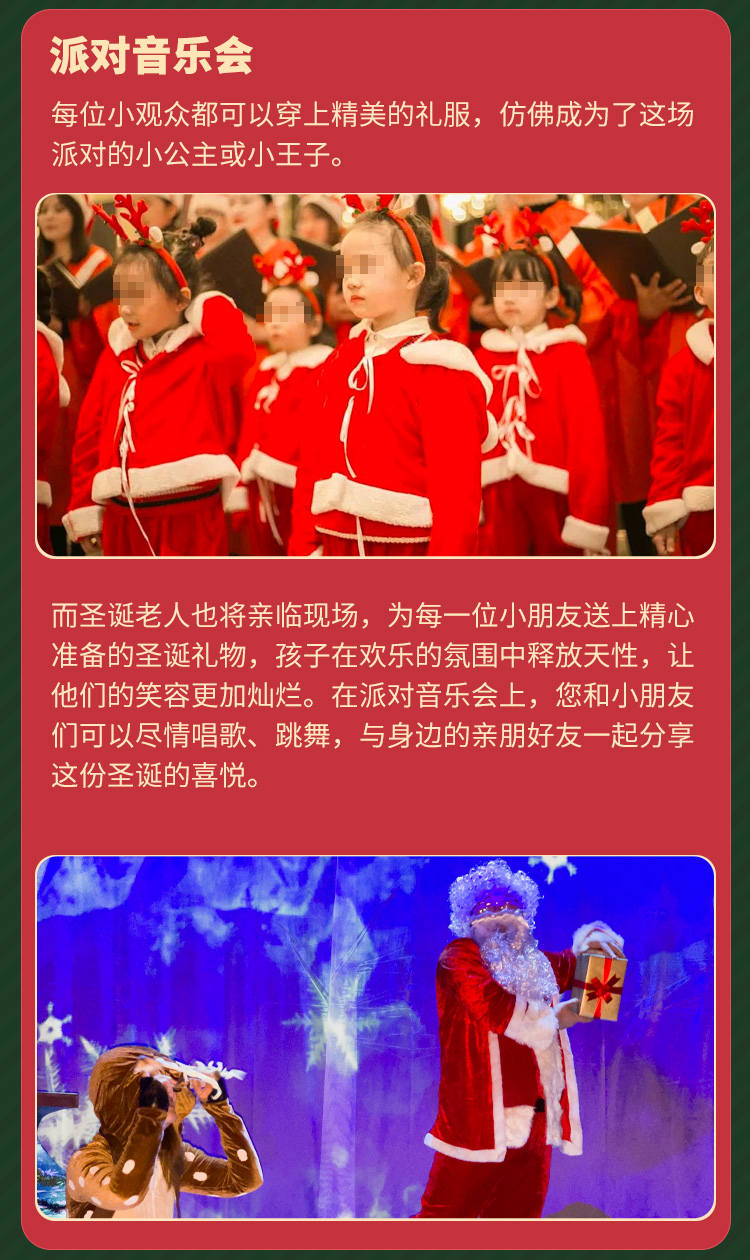 派对音乐会
每位小观众都可以穿上精美的礼服，仿佛成为了这场
派对的小公主或小王子。
而圣诞老人也将亲临现场，为每一位小朋友送上精心
准备的圣诞礼物，孩子在欢乐的氛围中释放天性，让
他们的笑容更加灿烂。在派对音乐会上，您和小朋友
们可以尽情唱歌、跳舞，与身边的亲朋好友一起分享
这份圣诞的喜悦。